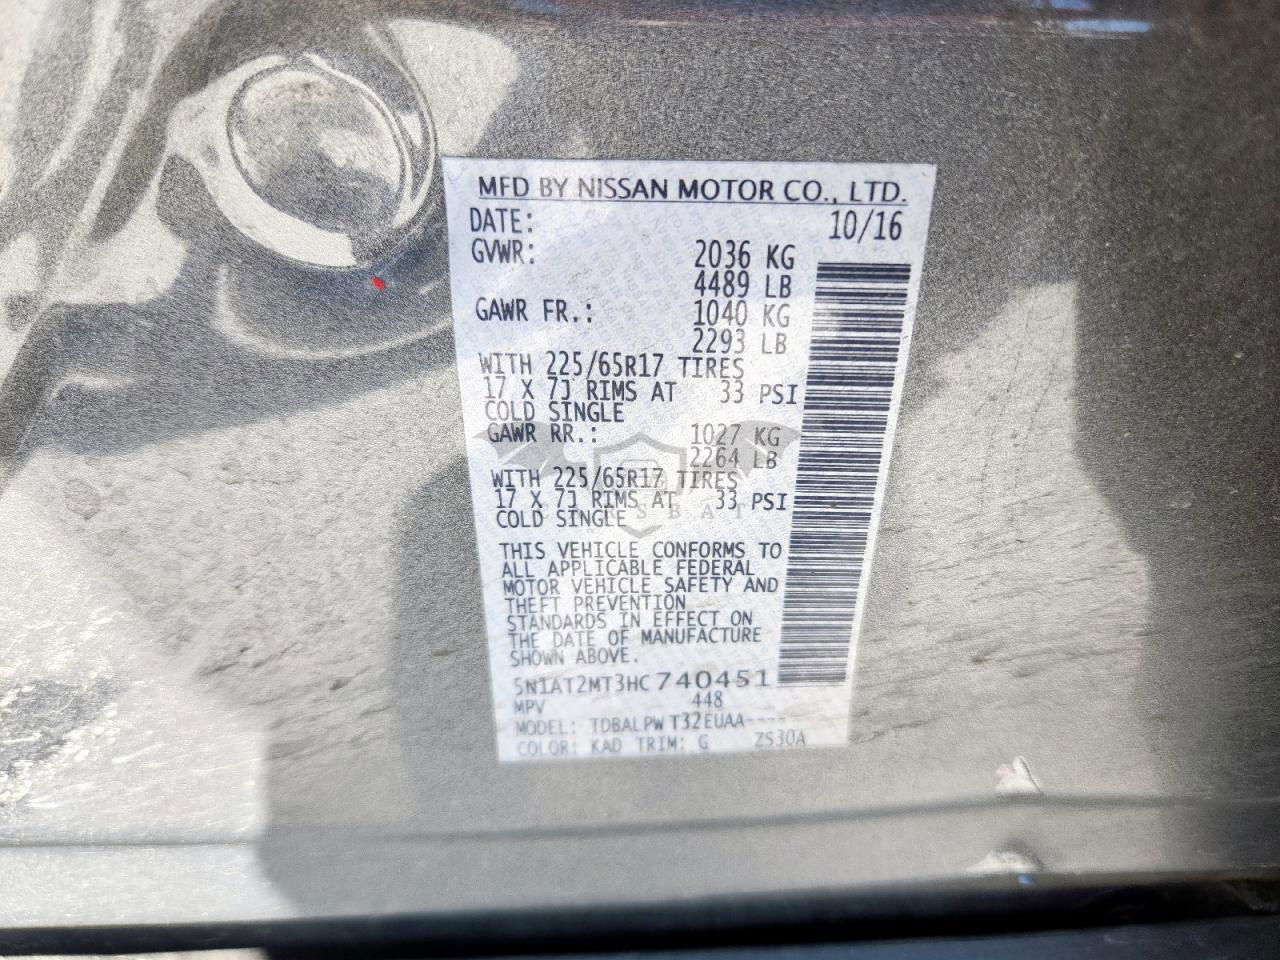 MFD BY NISSAN MOTOR CO., LTD.
DATE: 10/16
GVWR: 2036 KG
4489 LB
GAWR FR.: 1040 KG
2293 LB
WITH 225/65R17 TIRES
17 X 7J RIMS AT 33 PSI
COLD SINGLE
GAWR RR.: 1027 KG
2264 LB
WITH 225/65R17 TIRES
17 X 7J RIMS AT 33 PSI
COLD SINGLE
THIS VEHICLE CONFORMS TO
ALL APPLICABLE FEDERAL
MOTOR VEHICLE SAFETY AND
THEFT PREVENTION
STANDARDS IN EFFECT ON
THE DATE OF MANUFACTURE
SHOWN ABOVE.
5N1AT2MT3HC740451
MPV 448
MODEL: TDBALPW T32EUAA----
COLOR: KAD TRIM: G ZS30A